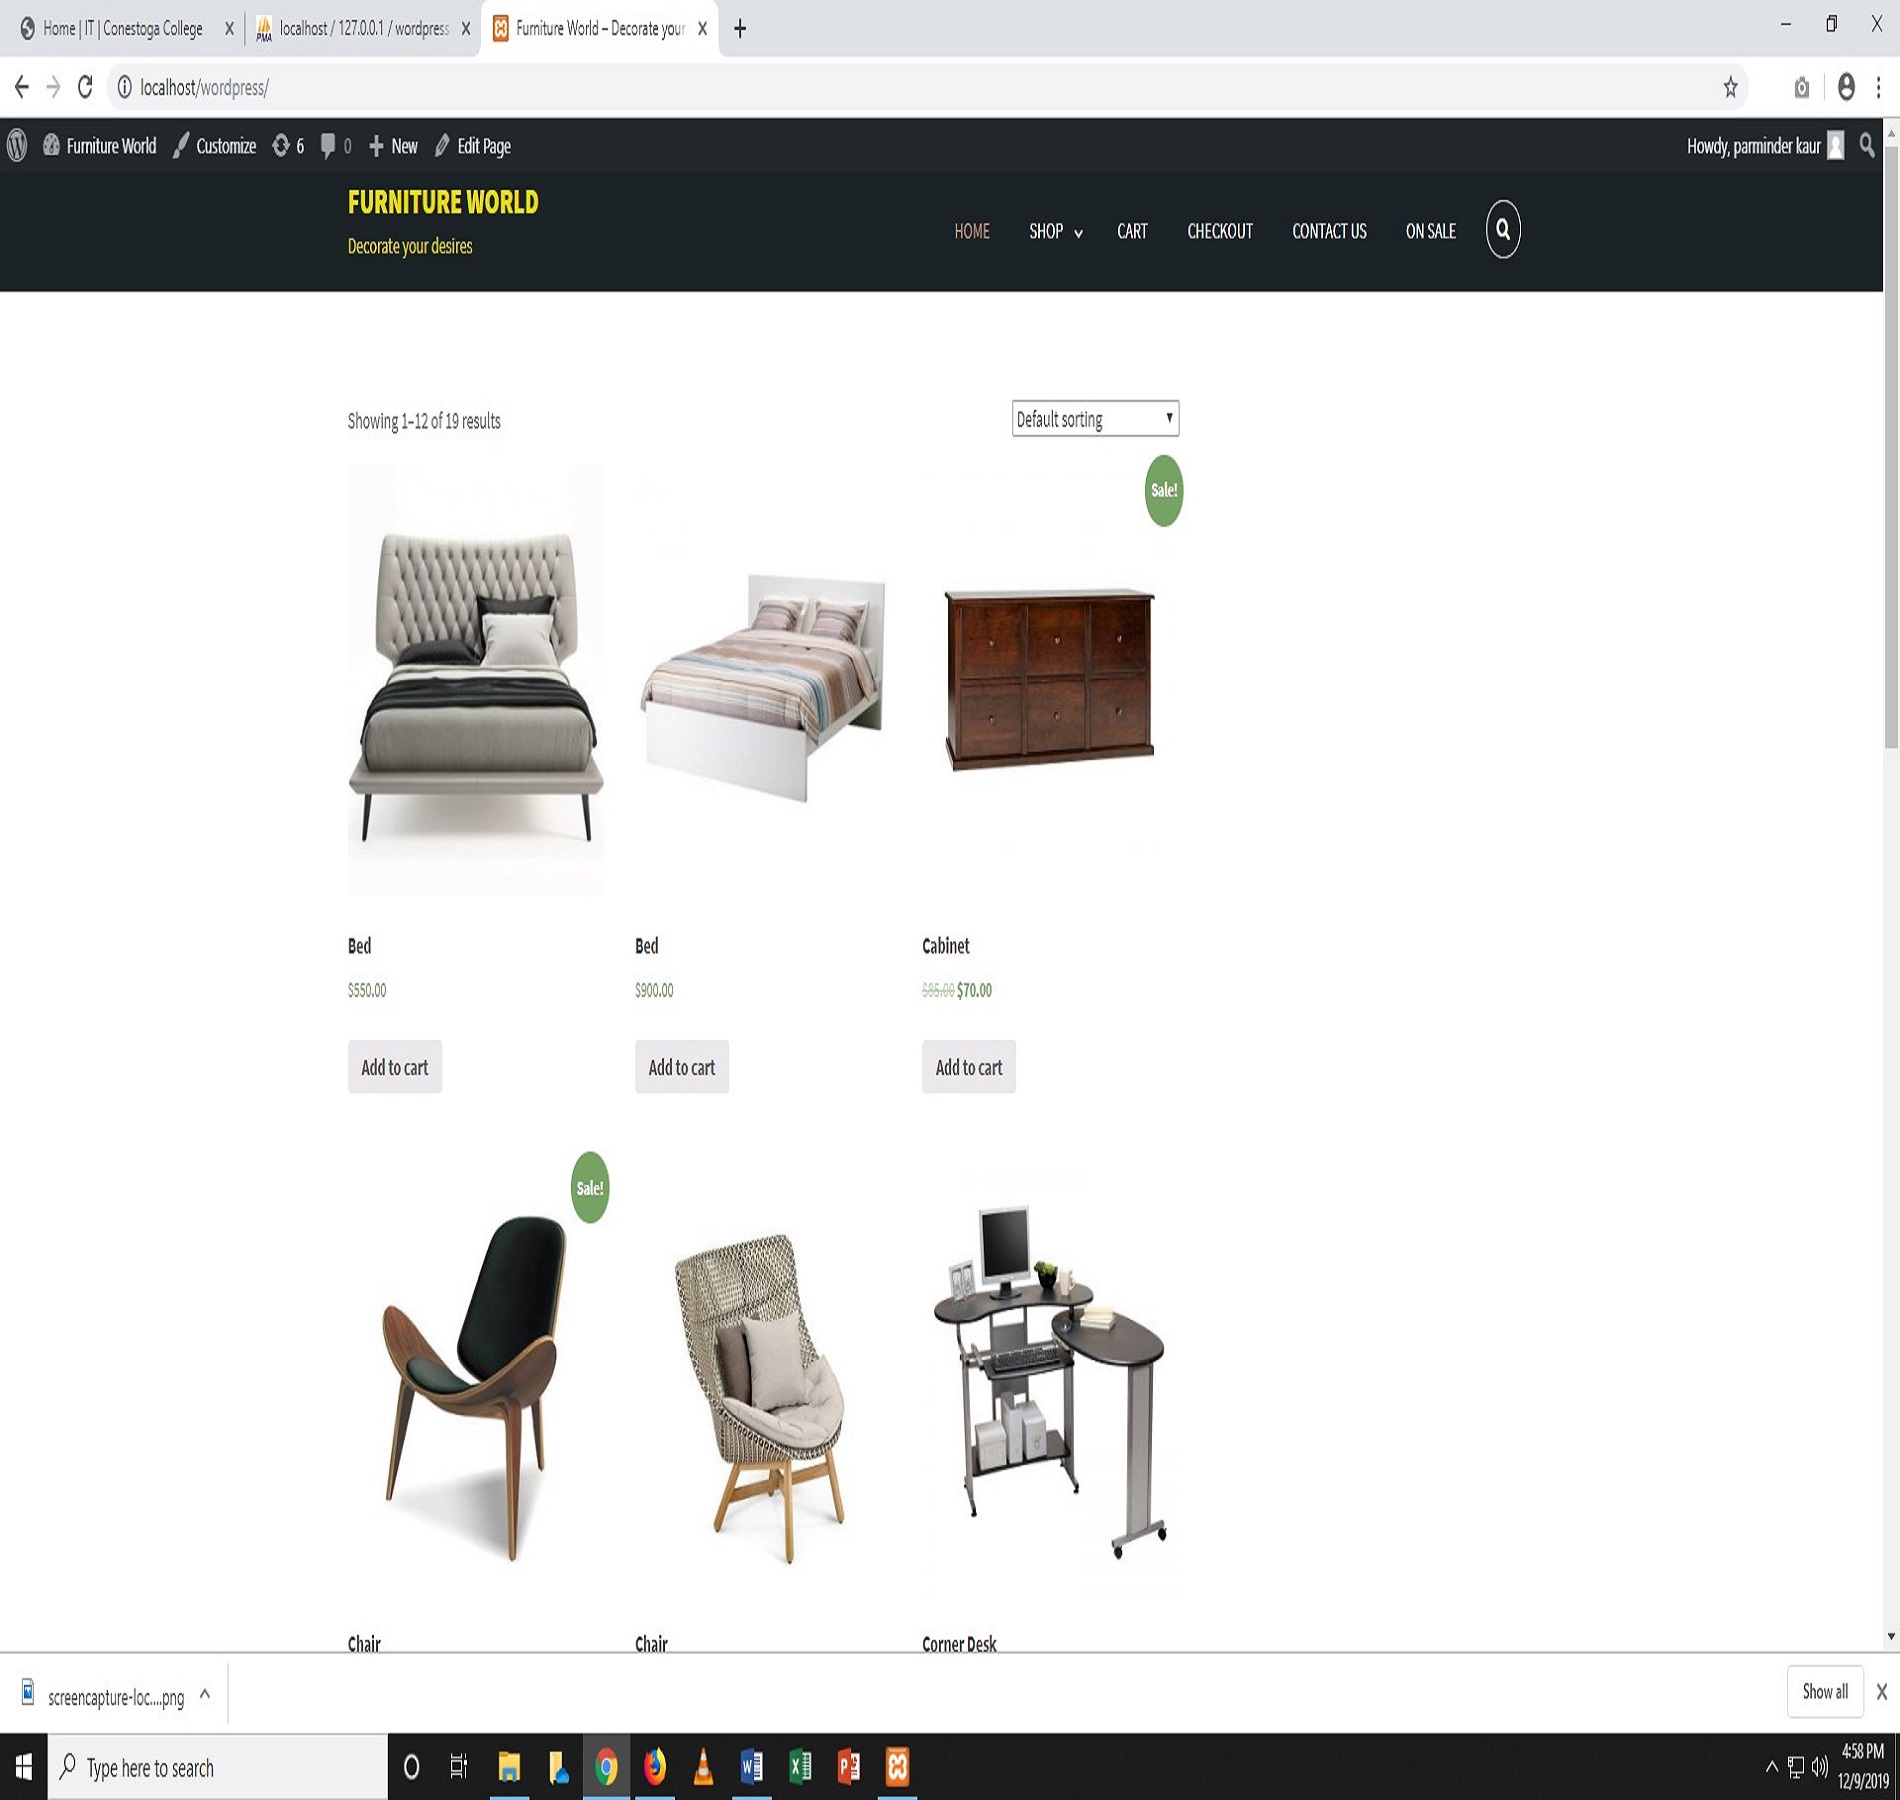 Home | IT | Conestoga College
localhost / 127.0.0.1 / wordpress
Furniture World – Decorate your
localhost/wordpress/
Furniture World Customize 6 0 New Edit Page Howdy, parminder kaur
FURNITURE WORLD
Decorate your desires
HOME SHOP CART CHECKOUT CONTACT US ON SALE
Showing 1–12 of 19 results
Default sorting
Sale!
Bed Bed Cabinet
$550.00 $900.00 $85.00 $70.00
Add to cart Add to cart Add to cart
Sale!
Chair Chair Corner Desk
screencapture-loc....png
Show all
Type here to search
4:58 PM
12/9/2019